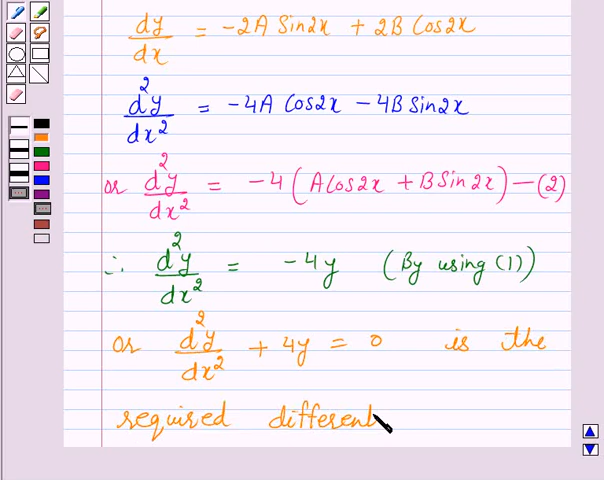 dy/dx = -2A Sin2x + 2B Cos2x
d²y/dx² = -4A Cos2x - 4B Sin2x
or d²y/dx² = -4(A Cos2x + B Sin2x) - (2)
∴ d²y/dx² = -4y (By using (1))
or d²y/dx² + 4y = 0 is the
required different